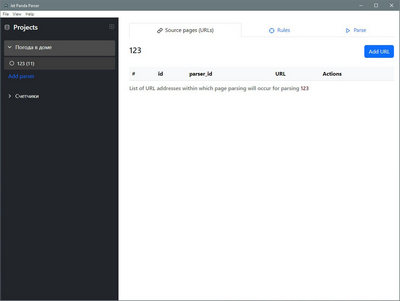 Jet Panda Parser
File View Help
Projects
Погода в доме
123 (11)
Add parser
Счетчики
Source pages (URLs)
Rules
Parse
123
Add URL
# id parser_id URL Actions
List of URL addresses within which page parsing will occur for parsing 123